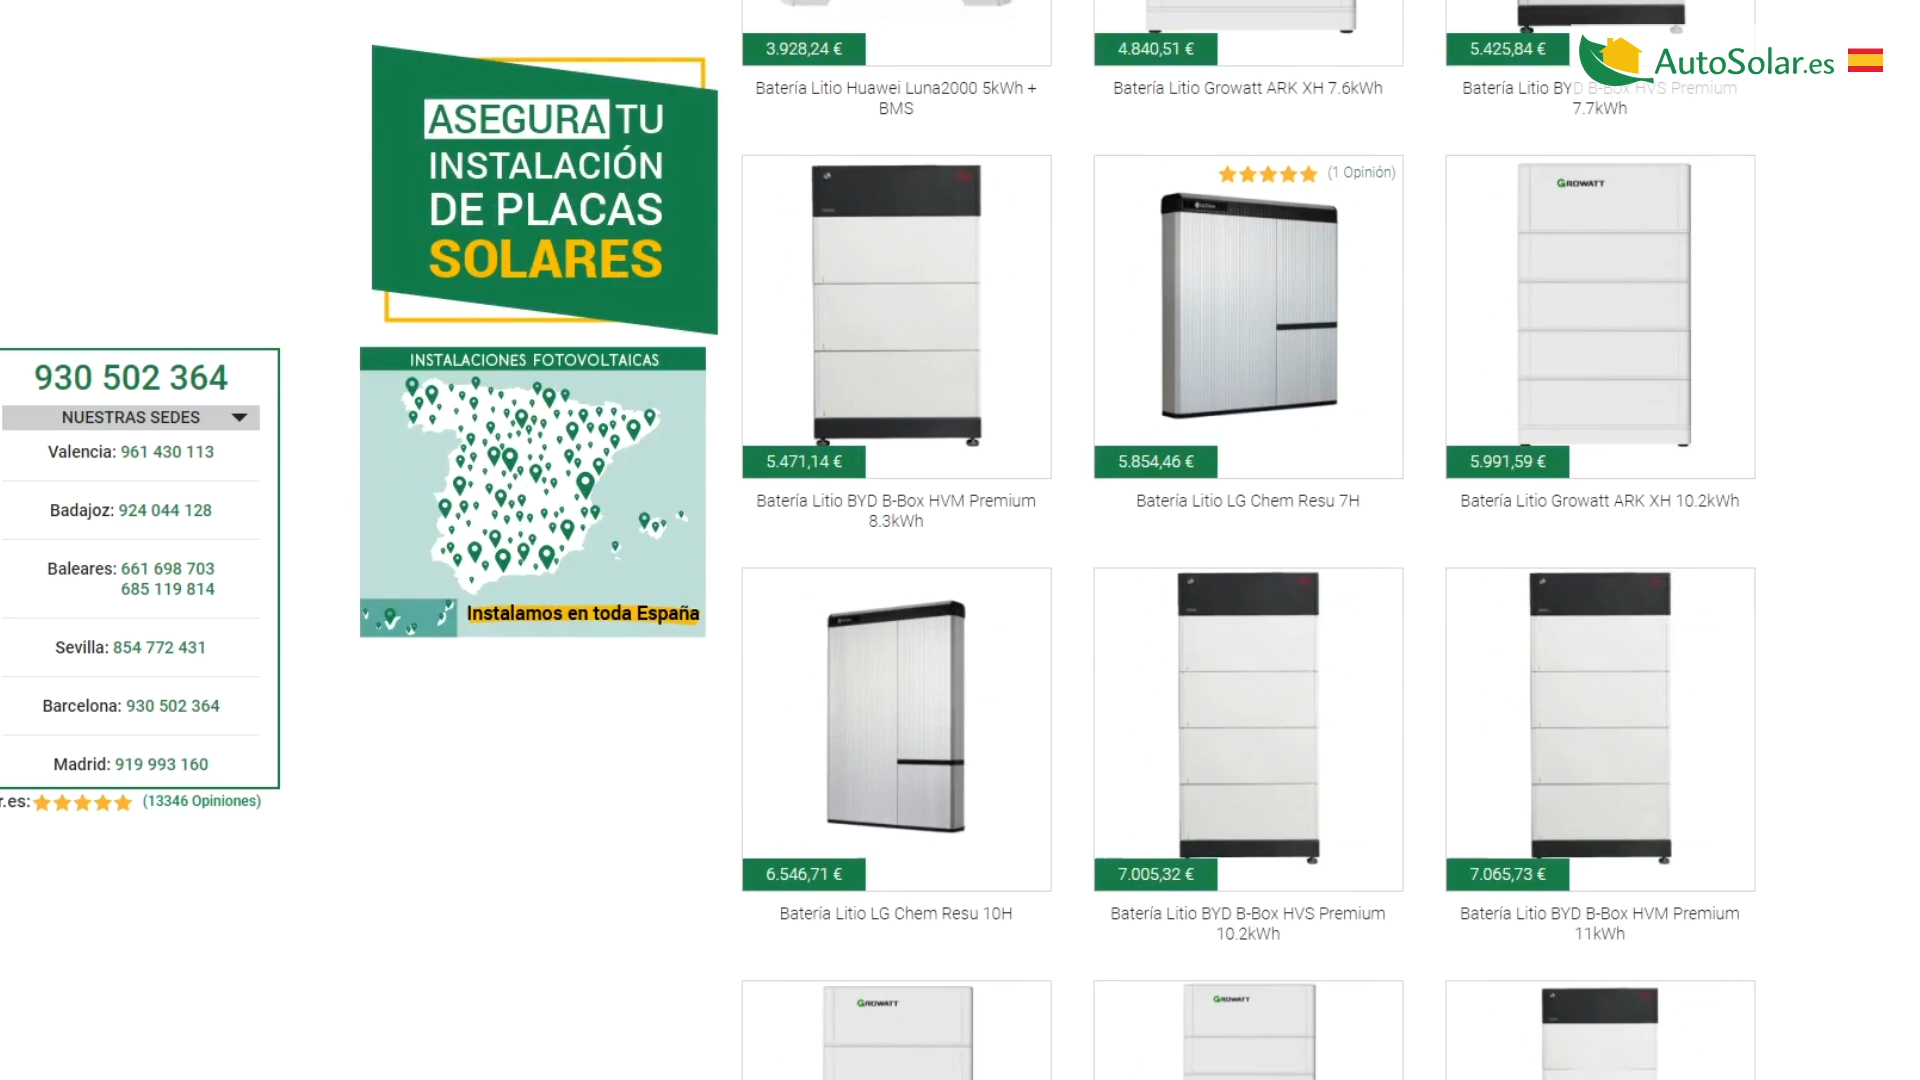 3.928,24 €
4.840,51 €
5.425,84 €
AutoSolar.es
Batería Litio Huawei Luna2000 5kWh +
BMS
Batería Litio Growatt ARK XH 7.6kWh
Batería Litio BYD B-Box HVS Premium
7.7kWh
ASEGURA TU
INSTALACIÓN
DE PLACAS
SOLARES
(1 Opinión)
GROWATT
INSTALACIONES FOTOVOLTAICAS
930 502 364
NUESTRAS SEDES
Valencia: 961 430 113
Badajoz: 924 044 128
Baleares: 661 698 703
685 119 814
Sevilla: 854 772 431
Barcelona: 930 502 364
Madrid: 919 993 160
r.es:
(13346 Opiniones)
Instalamos en toda España
5.471,14 €
5.854,46 €
5.991,59 €
Batería Litio BYD B-Box HVM Premium
8.3kWh
Batería Litio LG Chem Resu 7H
Batería Litio Growatt ARK XH 10.2kWh
6.546,71 €
7.005,32 €
7.065,73 €
Batería Litio LG Chem Resu 10H
Batería Litio BYD B-Box HVS Premium
10.2kWh
Batería Litio BYD B-Box HVM Premium
11kWh
GROWATT
GROWATT